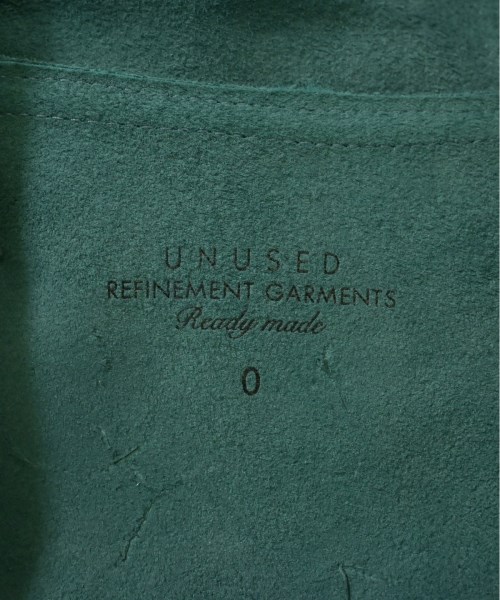 UNUSED
REFINEMENT GARMENTS
Ready made
0